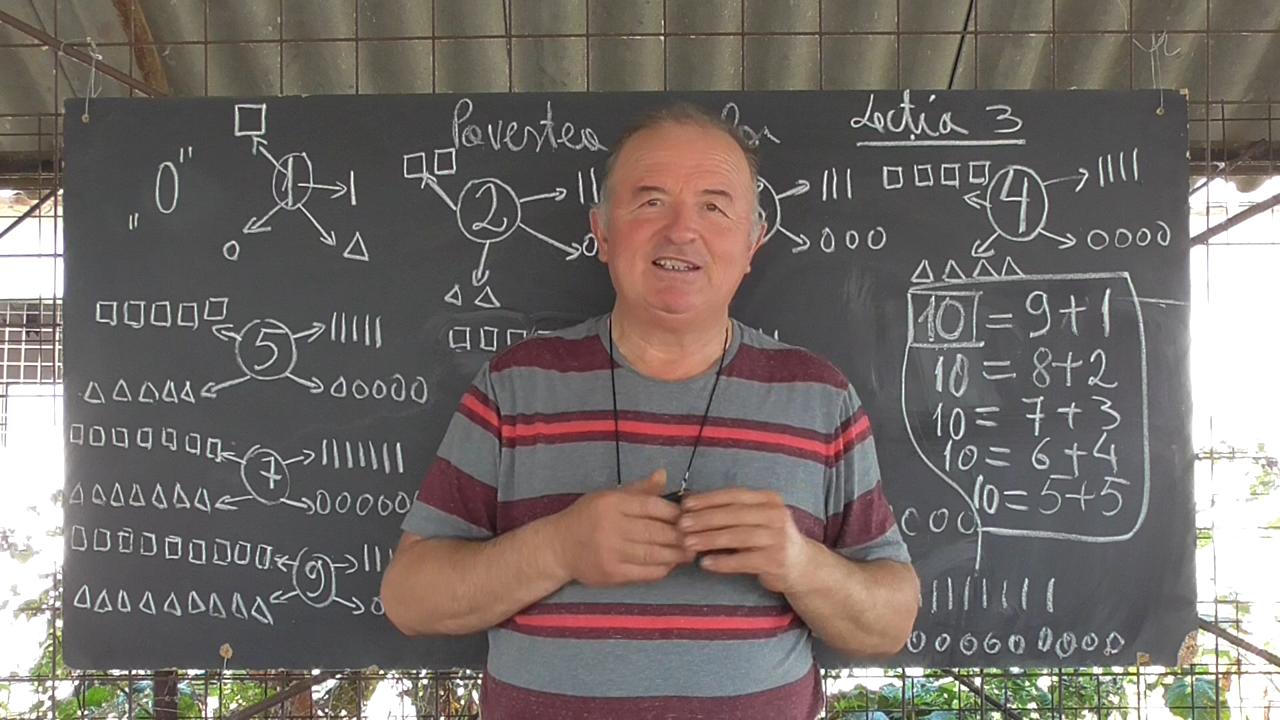 Povestea
Lecția 3
"0"
1
2
4
5
7
9
10 = 9+1
10 = 8+2
10 = 7+3
10 = 6+4
10 = 5+5